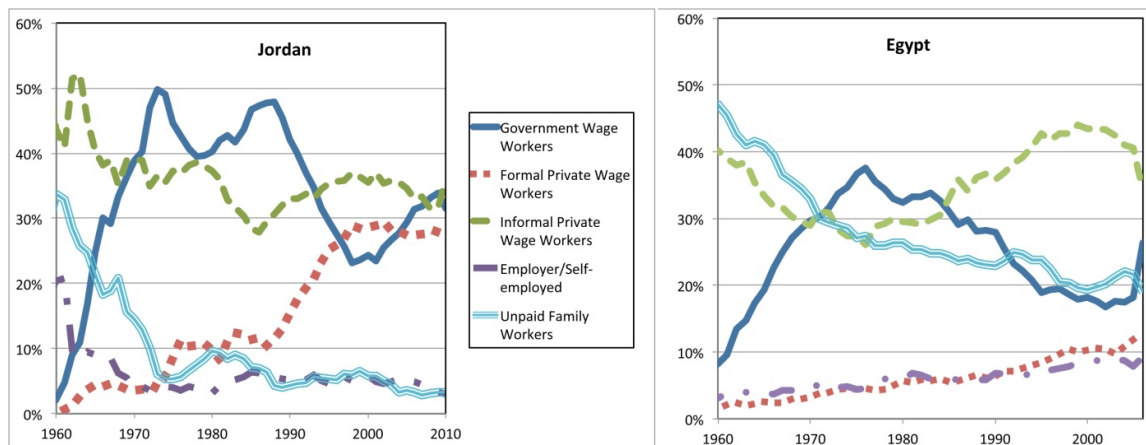 Jordan
60%
50%
40%
30%
20%
10%
0%
1960 1970 1980 1990 2000 2010
Government Wage
Workers
Formal Private Wage
Workers
Informal Private
Wage Workers
Employer/Self-
employed
Unpaid Family
Workers
Egypt
60%
50%
40%
30%
20%
10%
0%
1960 1970 1980 1990 2000